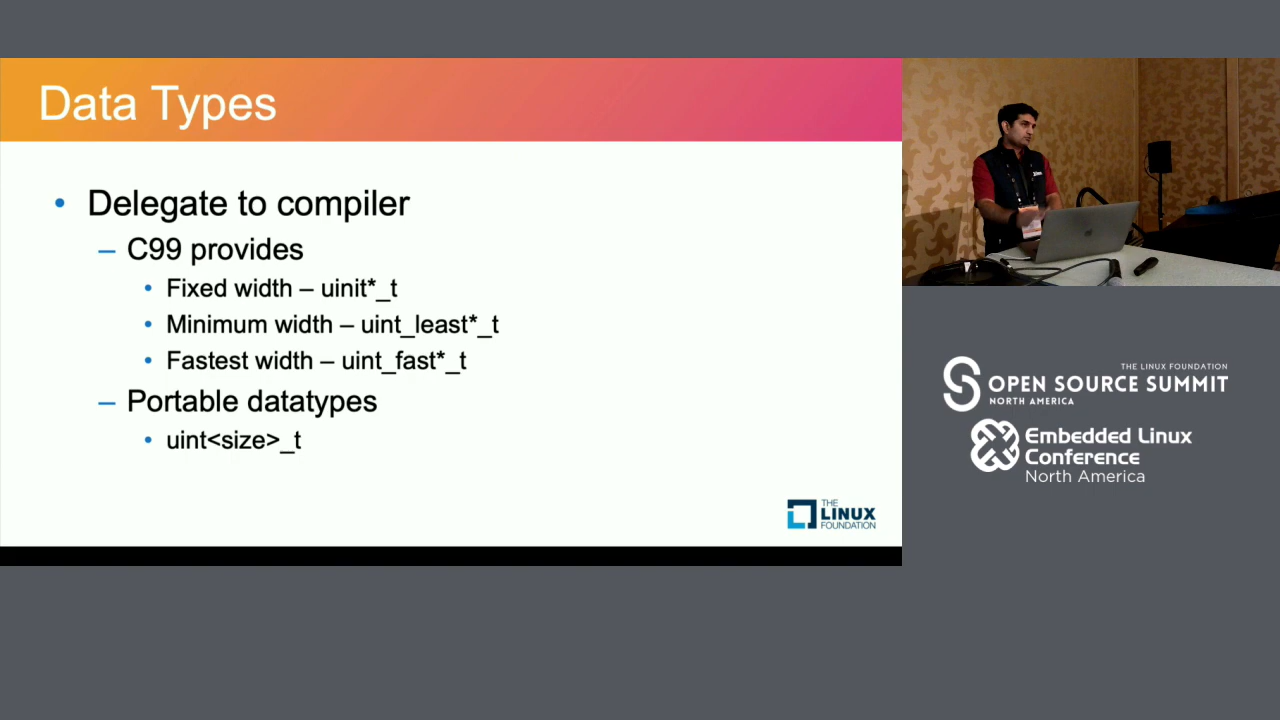 Data Types
• Delegate to compiler
– C99 provides
• Fixed width – uinit*_t
• Minimum width – uint_least*_t
• Fastest width – uint_fast*_t
– Portable datatypes
• uint<size>_t
THE
LINUX
FOUNDATION
THE LINUX FOUNDATION
OPEN SOURCE SUMMIT
NORTH AMERICA
Embedded Linux
Conference
North America